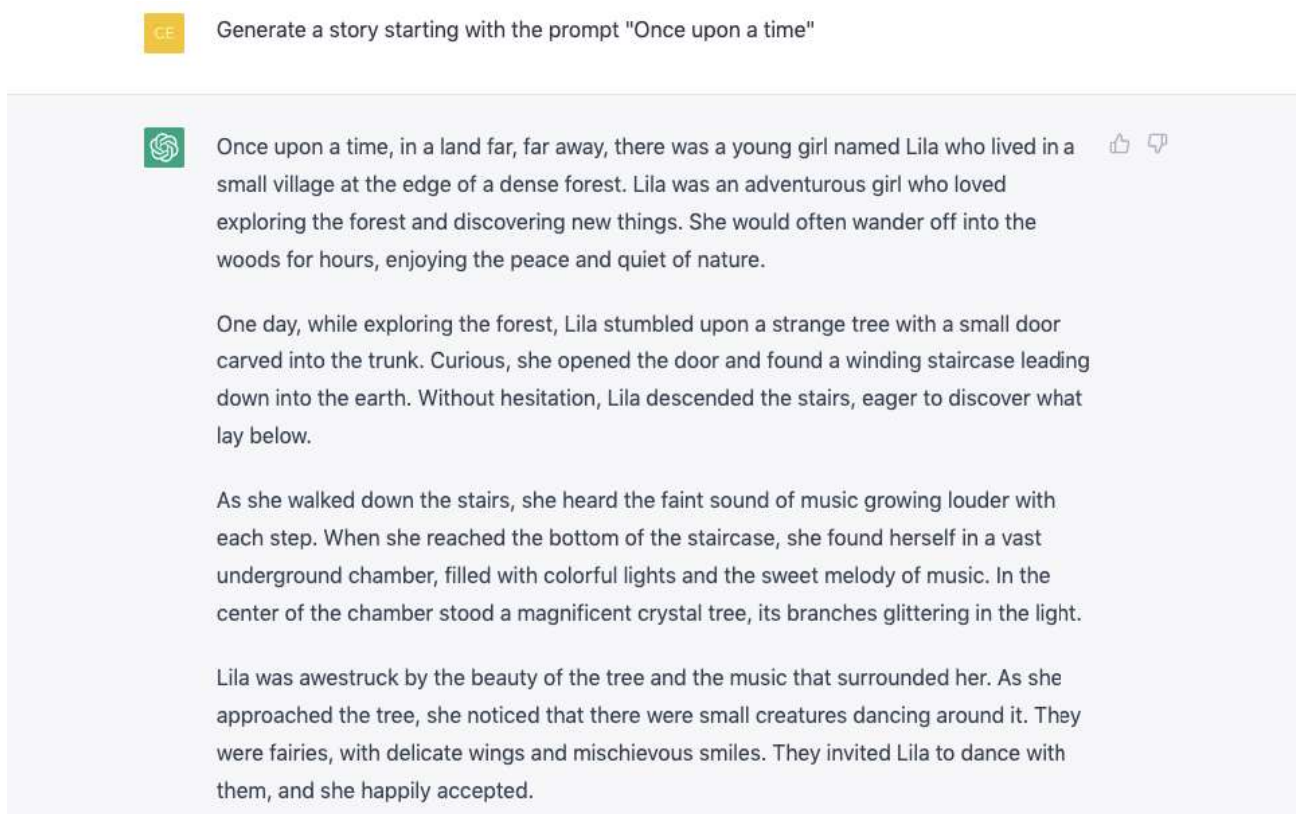 CE
Generate a story starting with the prompt "Once upon a time"
Once upon a time, in a land far, far away, there was a young girl named Lila who lived in a
small village at the edge of a dense forest. Lila was an adventurous girl who loved
exploring the forest and discovering new things. She would often wander off into the
woods for hours, enjoying the peace and quiet of nature.
One day, while exploring the forest, Lila stumbled upon a strange tree with a small door
carved into the trunk. Curious, she opened the door and found a winding staircase leading
down into the earth. Without hesitation, Lila descended the stairs, eager to discover what
lay below.
As she walked down the stairs, she heard the faint sound of music growing louder with
each step. When she reached the bottom of the staircase, she found herself in a vast
underground chamber, filled with colorful lights and the sweet melody of music. In the
center of the chamber stood a magnificent crystal tree, its branches glittering in the light.
Lila was awestruck by the beauty of the tree and the music that surrounded her. As she
approached the tree, she noticed that there were small creatures dancing around it. They
were fairies, with delicate wings and mischievous smiles. They invited Lila to dance with
them, and she happily accepted.